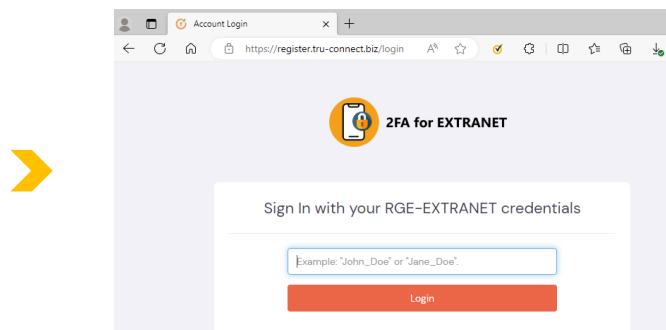 Account Login
https://register.tru-connect.biz/login
2FA for EXTRANET
Sign In with your RGE-EXTRANET credentials
Example: "John_Doe" or "Jane_Doe".
Login